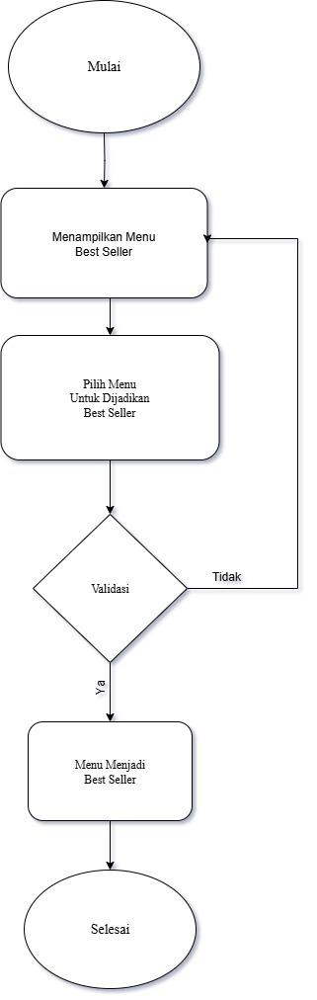 Mulai
Menampilkan Menu
Best Seller
Pilih Menu
Untuk Dijadikan
Best Seller
Validasi
Tidak
Ya
Menu Menjadi
Best Seller
Selesai